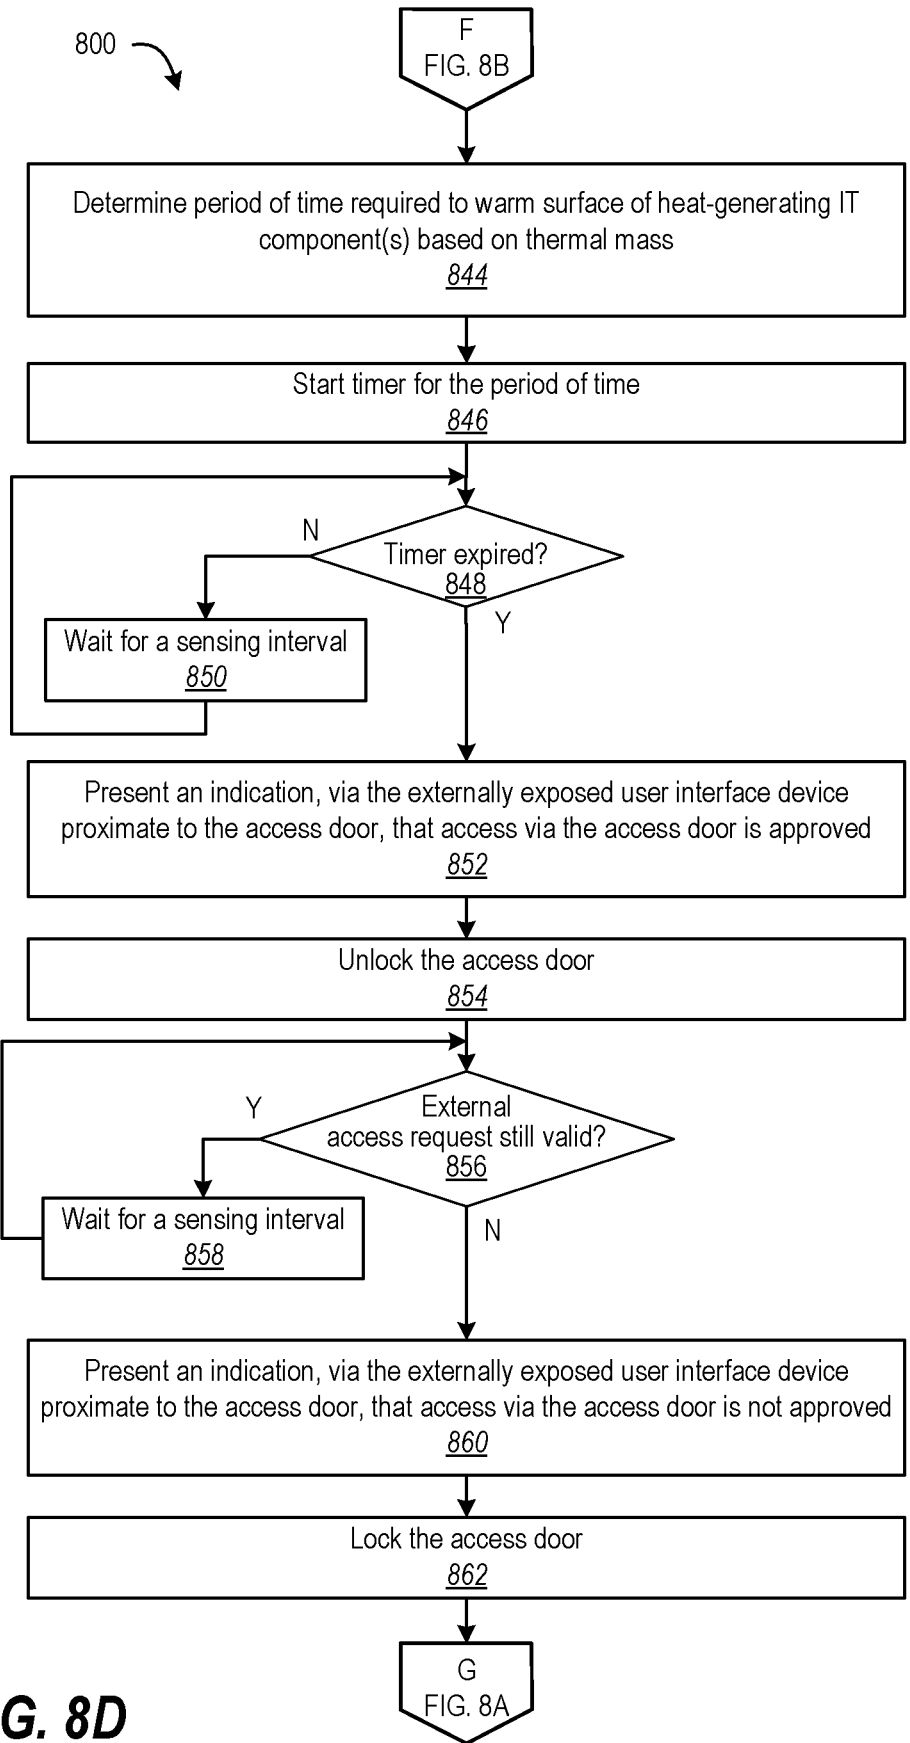 800
F
FIG. 8B
Determine period of time required to warm surface of heat-generating IT
component(s) based on thermal mass
844
Start timer for the period of time
846
N
Timer expired?
848
Y
Wait for a sensing interval
850
Present an indication, via the externally exposed user interface device
proximate to the access door, that access via the access door is approved
852
Unlock the access door
854
Y
External
access request still valid?
856
N
Wait for a sensing interval
858
Present an indication, via the externally exposed user interface device
proximate to the access door, that access via the access door is not approved
860
Lock the access door
862
G
FIG. 8A
G. 8D